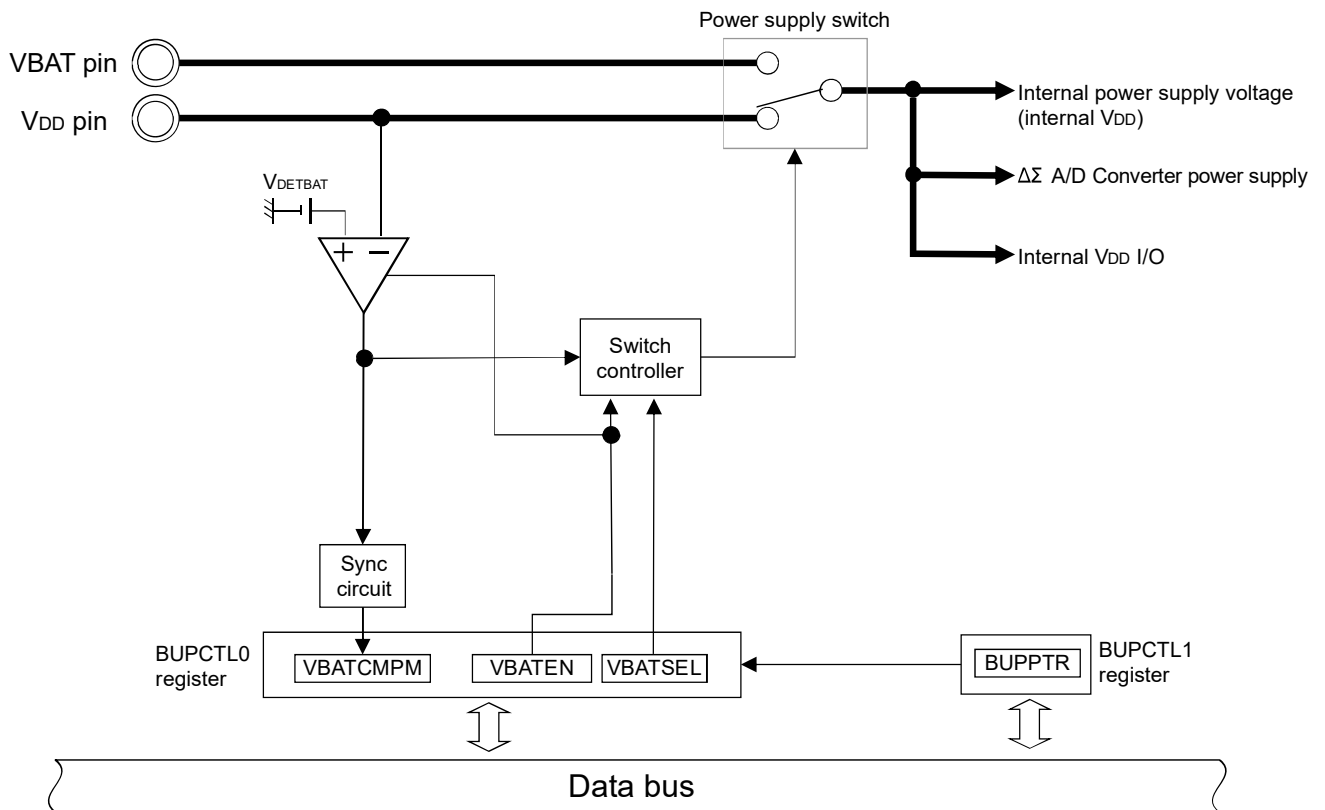 Power supply switch
VBAT pin
VDD pin
Internal power supply voltage
(internal VDD)
ΔΣ A/D Converter power supply
VDETBAT
+ −
Internal VDD I/O
Switch
controller
Sync
circuit
BUPCTL0
register
VBATCMPM
VBATEN
VBATSEL
BUPPTR
BUPCTL1
register
Data bus